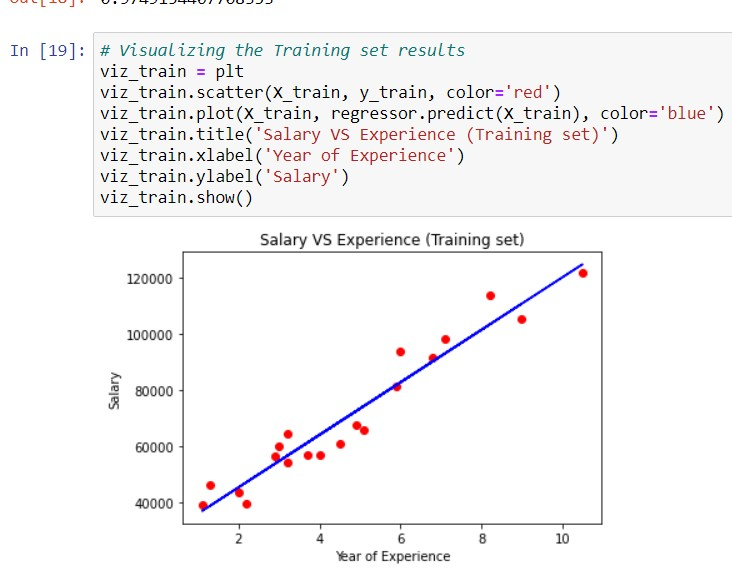 In [19]: # Visualizing the Training set results
viz_train = plt
viz_train.scatter(X_train, y_train, color='red')
viz_train.plot(X_train, regressor.predict(X_train), color='blue')
viz_train.title('Salary VS Experience (Training set)')
viz_train.xlabel('Year of Experience')
viz_train.ylabel('Salary')
viz_train.show()
Salary VS Experience (Training set)
120000
100000
80000
60000
40000
Salary
2 4 6 8 10
Year of Experience